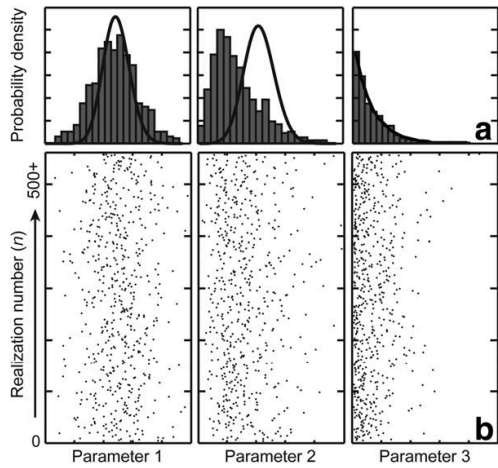 Probability density
a
500+
Realization number (n)
0
b
Parameter 1
Parameter 2
Parameter 3